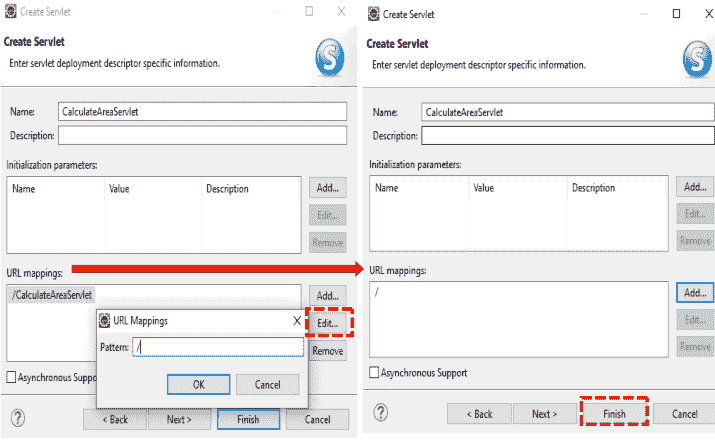 Create Servlet
Create Servlet
Enter servlet deployment descriptor specific information.
S
Name: CalculateAreaServlet
Description:
Initialization parameters:
Name Value Description
Add...
Edit...
Remove
URL mappings:
/CalculateAreaServlet
Add...
Edit...
Remove
URL Mappings
Pattern: /
OK Cancel
Asynchronous Suppo
? < Back Next > Finish Cancel
Create Servlet
Create Servlet
Enter servlet deployment descriptor specific information.
S
Name: CalculateAreaServlet
Description:
Initialization parameters:
Name Value Description
Add...
Edit...
Remove
URL mappings:
/
Add...
Edit...
Remove
Asynchronous Support
? < Back Next > Finish Cancel